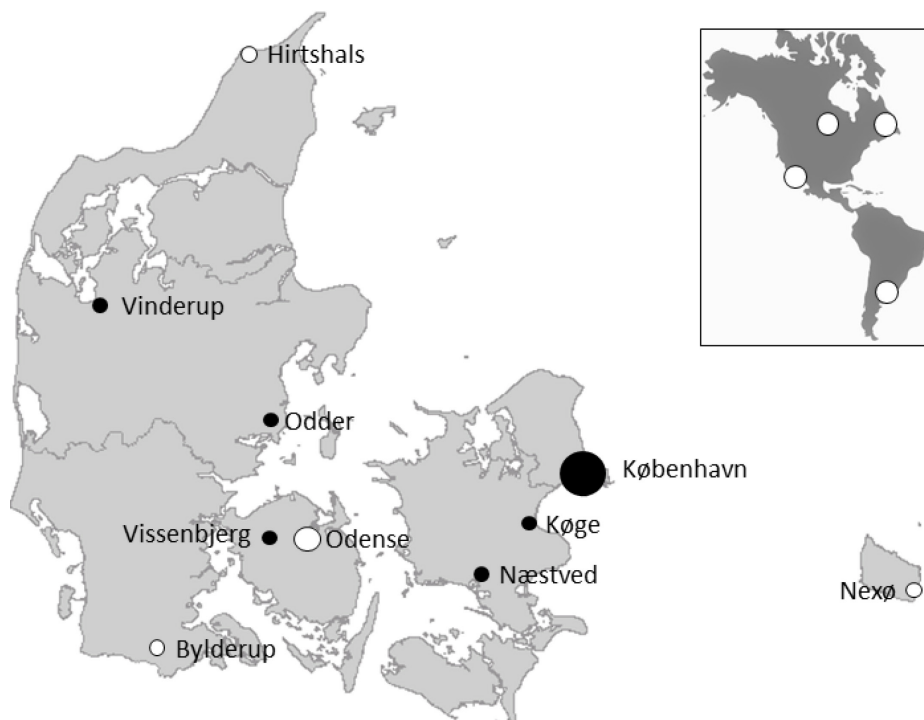 Hirtshals
Vinderup
Odder
København
Køge
Vissenbjerg
Odense
Næstved
Nexø
Bylderup